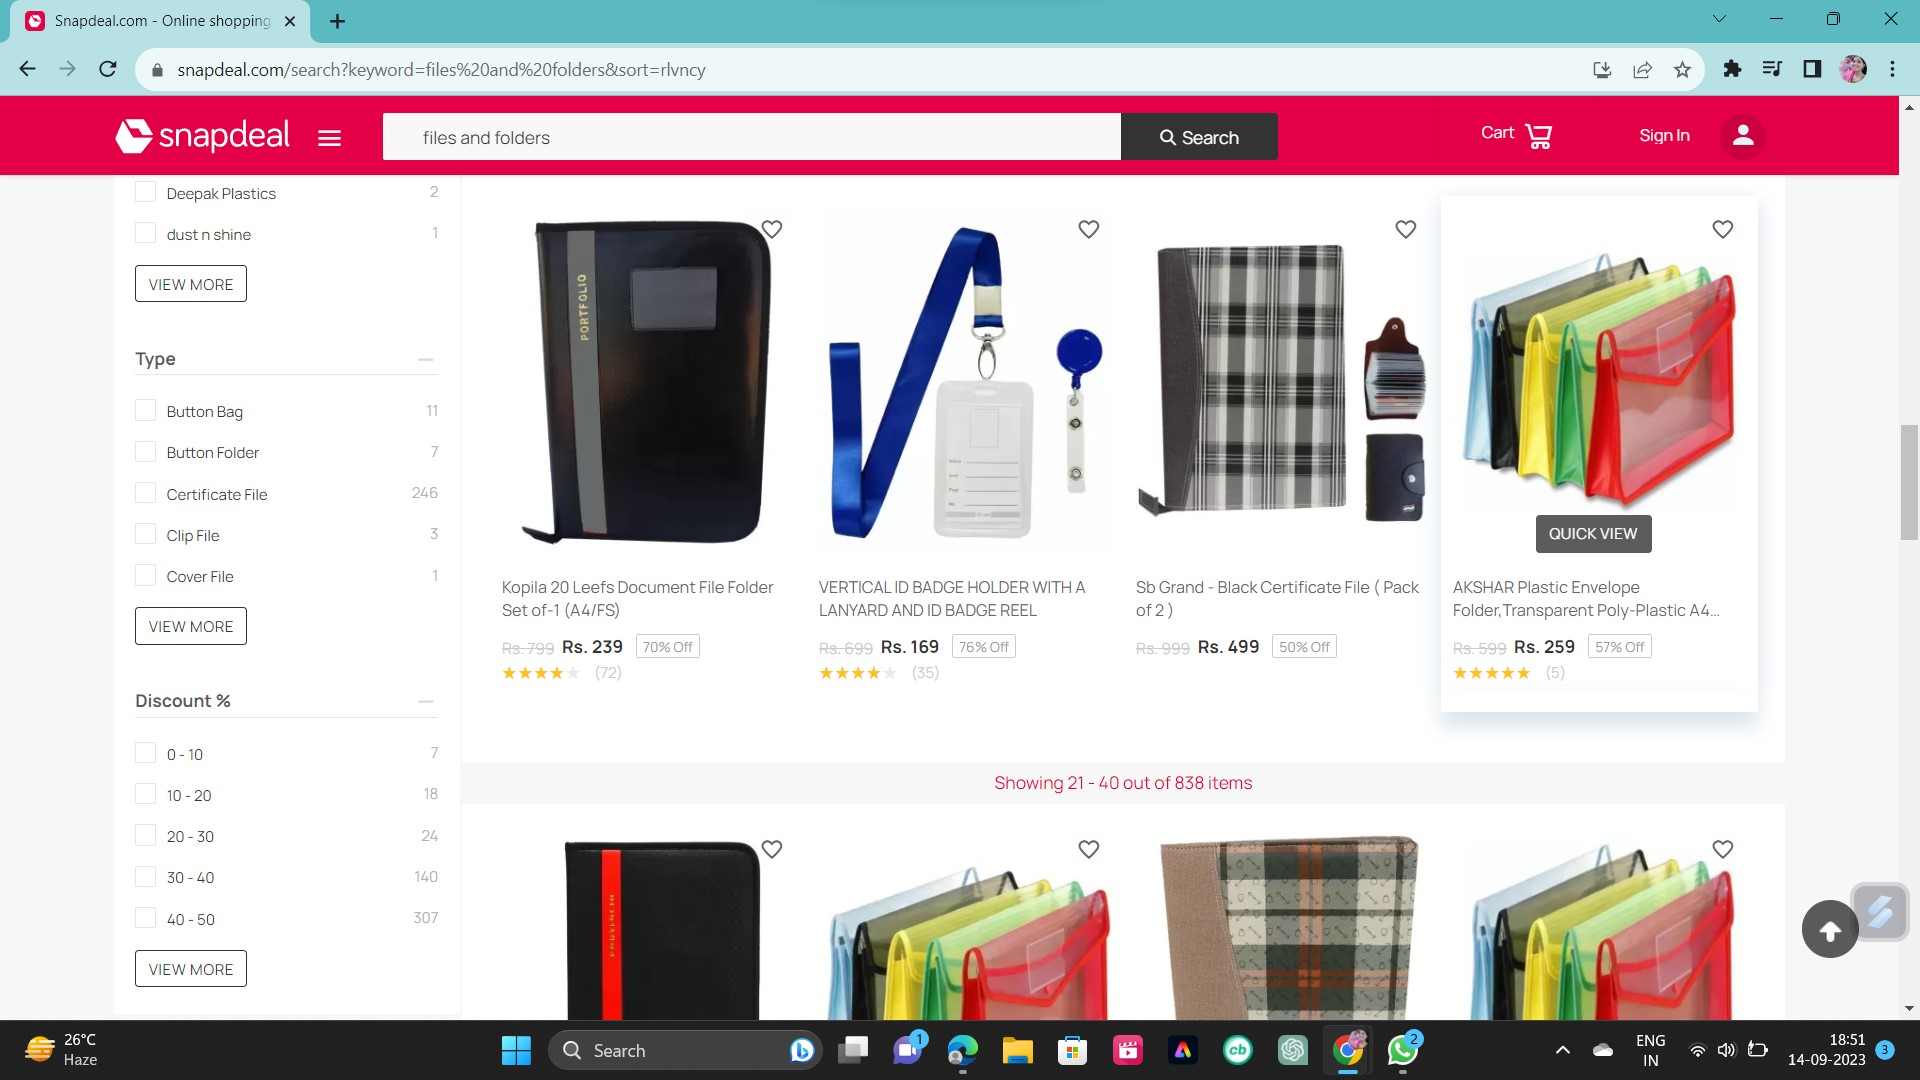 Snapdeal.com - Online shopping
snapdeal.com/search?keyword=files%20and%20folders&sort=rlvncy
snapdeal
files and folders
Search
Cart
Sign In
Deepak Plastics 2
dust n shine 1
VIEW MORE
Type
Button Bag 11
Button Folder 7
Certificate File 246
Clip File 3
Cover File 1
VIEW MORE
Discount %
0 - 10 7
10 - 20 18
20 - 30 24
30 - 40 140
40 - 50 307
VIEW MORE
PORTFOLIO
Kopila 20 Leefs Document File Folder
Set of-1 (A4/FS)
Rs. 799 Rs. 239 70% Off
(72)
VERTICAL ID BADGE HOLDER WITH A
LANYARD AND ID BADGE REEL
Rs. 699 Rs. 169 76% Off
(35)
Sb Grand - Black Certificate File ( Pack
of 2 )
Rs. 999 Rs. 499 50% Off
QUICK VIEW
AKSHAR Plastic Envelope
Folder,Transparent Poly-Plastic A4...
Rs. 599 Rs. 259 57% Off
(5)
Showing 21 - 40 out of 838 items
PORTFOLIO
26°C
Haze
Search
1
cb
2
ENG
IN
18:51
14-09-2023
3